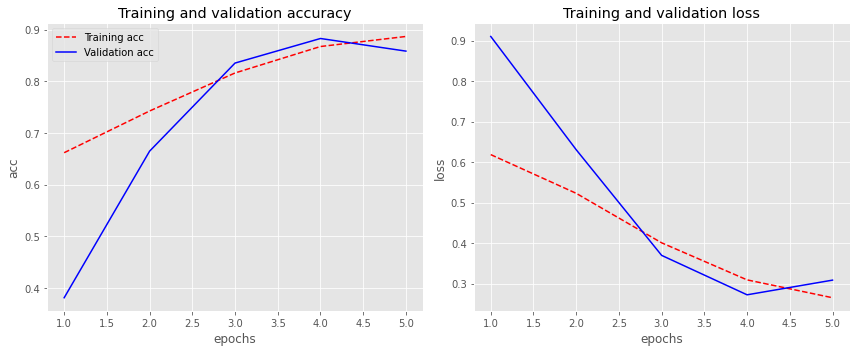 Training and validation accuracy
Training acc
Validation acc
0.9
0.8
0.7
0.6
0.5
0.4
acc
1.0 1.5 2.0 2.5 3.0 3.5 4.0 4.5 5.0
epochs
Training and validation loss
0.9
0.8
0.7
0.6
0.5
0.4
0.3
loss
1.0 1.5 2.0 2.5 3.0 3.5 4.0 4.5 5.0
epochs